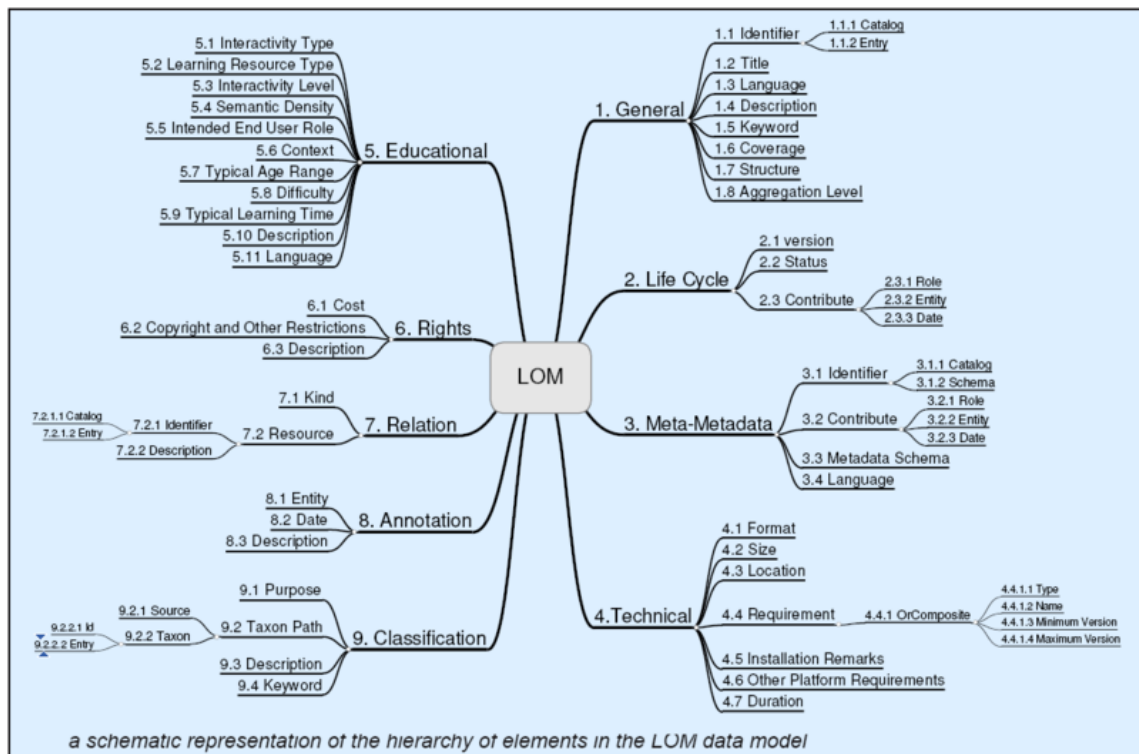 LOM
1. General
1.1 Identifier
1.1.1 Catalog
1.1.2 Entry
1.2 Title
1.3 Language
1.4 Description
1.5 Keyword
1.6 Coverage
1.7 Structure
1.8 Aggregation Level
2. Life Cycle
2.1 version
2.2 Status
2.3 Contribute
2.3.1 Role
2.3.2 Entity
2.3.3 Date
3. Meta-Metadata
3.1 Identifier
3.1.1 Catalog
3.1.2 Schema
3.2 Contribute
3.2.1 Role
3.2.2 Entity
3.2.3 Date
3.3 Metadata Schema
3.4 Language
4.Technical
4.1 Format
4.2 Size
4.3 Location
4.4 Requirement
4.4.1 OrComposite
4.4.1.1 Type
4.4.1.2 Name
4.4.1.3 Minimum Version
4.4.1.4 Maximum Version
4.5 Installation Remarks
4.6 Other Platform Requirements
4.7 Duration
5. Educational
5.1 Interactivity Type
5.2 Learning Resource Type
5.3 Interactivity Level
5.4 Semantic Density
5.5 Intended End User Role
5.6 Context
5.7 Typical Age Range
5.8 Difficulty
5.9 Typical Learning Time
5.10 Description
5.11 Language
6. Rights
6.1 Cost
6.2 Copyright and Other Restrictions
6.3 Description
7. Relation
7.1 Kind
7.2 Resource
7.2.1 Identifier
7.2.1.1 Catalog
7.2.1.2 Entry
7.2.2 Description
8. Annotation
8.1 Entity
8.2 Date
8.3 Description
9. Classification
9.1 Purpose
9.2 Taxon Path
9.2.1 Source
9.2.2 Taxon
9.2.2.1 Id
9.2.2.2 Entry
9.3 Description
9.4 Keyword
a schematic representation of the hierarchy of elements in the LOM data model